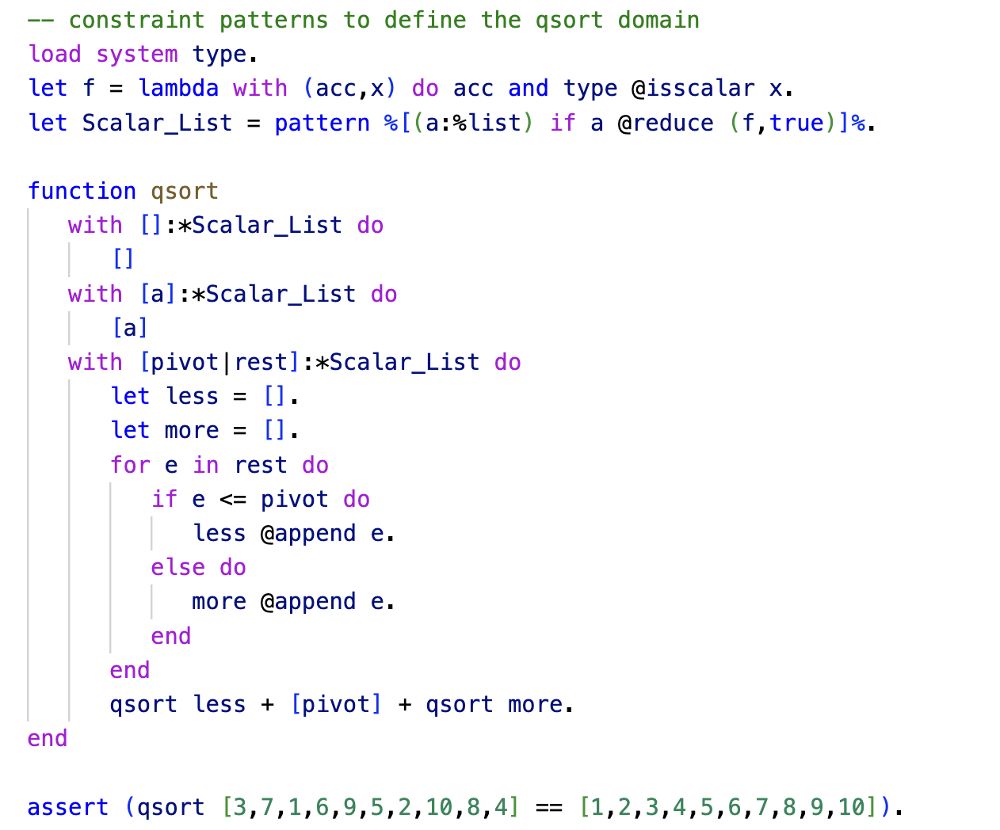 -- constraint patterns to define the qsort domain
load system type.
let f = lambda with (acc,x) do acc and type @isscalar x.
let Scalar_List = pattern %[(a:%list) if a @reduce (f,true)]%.

function qsort
   with []:*Scalar_List do
      []
   with [a]:*Scalar_List do
      [a]
   with [pivot|rest]:*Scalar_List do
      let less = [].
      let more = [].
      for e in rest do
         if e <= pivot do
            less @append e.
         else do
            more @append e.
         end
      end
      qsort less + [pivot] + qsort more.
end

assert (qsort [3,7,1,6,9,5,2,10,8,4] == [1,2,3,4,5,6,7,8,9,10]).